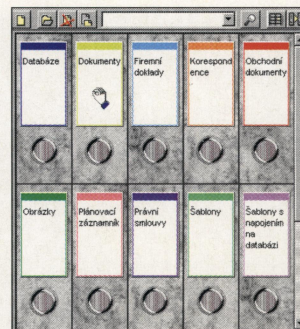 Databáze
Dokumenty
Firemní
doklady
Korespond
ence
Obchodní
dokumenty
Obrázky
Plánovací
záznamník
Právní
smlouvy
Šablony
Šablony s
napojením
na
databázi